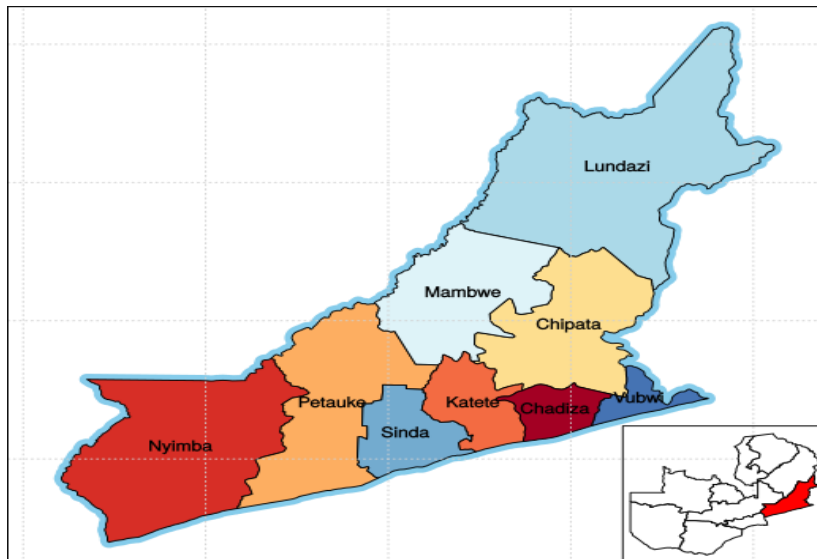 Lundazi
Mambwe
Chipata
Petauke
Katete
Chadiza
Vubwi
Sinda
Nyimba